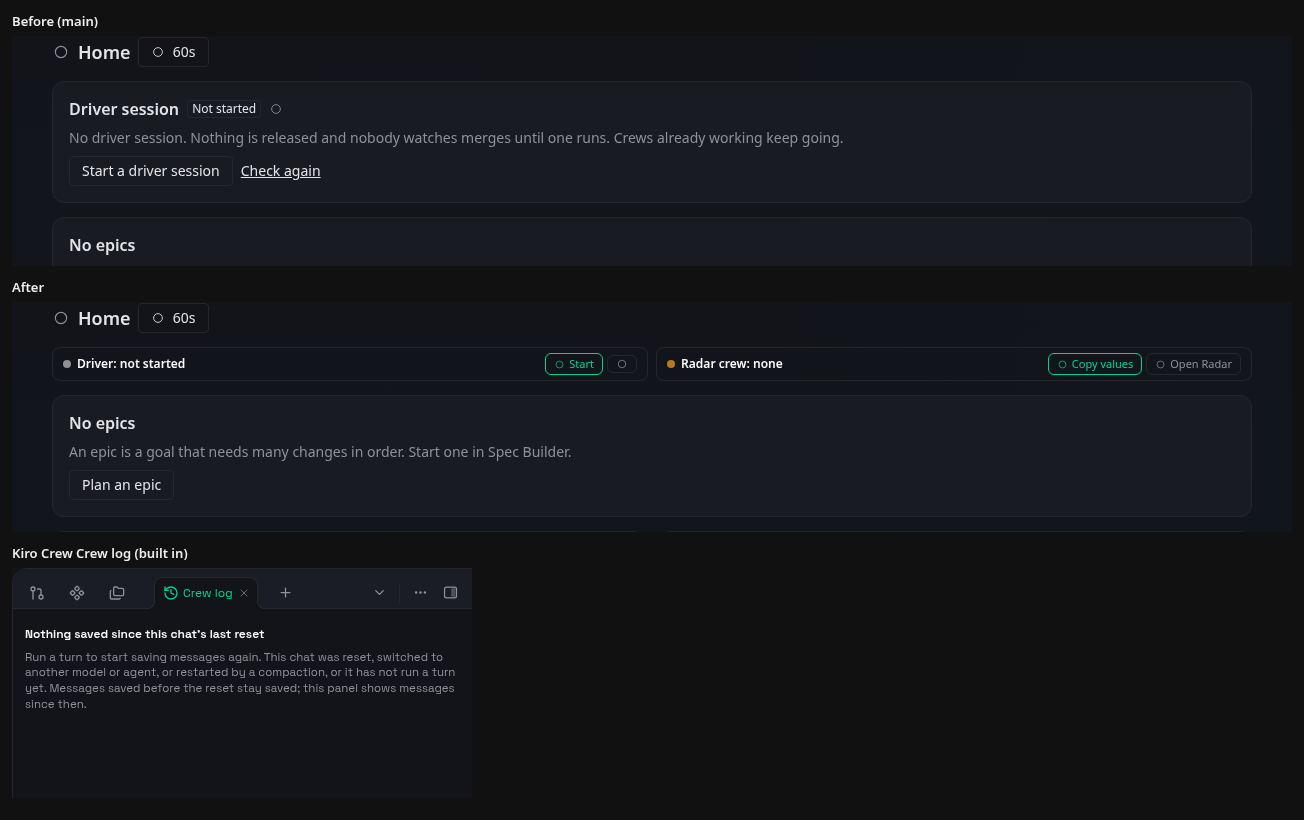 Before (main)
Home
60s
Driver session
Not started
No driver session. Nothing is released and nobody watches merges until one runs. Crews already working keep going.
Start a driver session
Check again
No epics
After
Home
60s
Driver: not started
Start
Radar crew: none
Copy values
Open Radar
No epics
An epic is a goal that needs many changes in order. Start one in Spec Builder.
Plan an epic
Kiro Crew Crew log (built in)
Crew log
Nothing saved since this chat's last reset
Run a turn to start saving messages again. This chat was reset, switched to
another model or agent, or restarted by a compaction, or it has not run a turn
yet. Messages saved before the reset stay saved; this panel shows messages
since then.